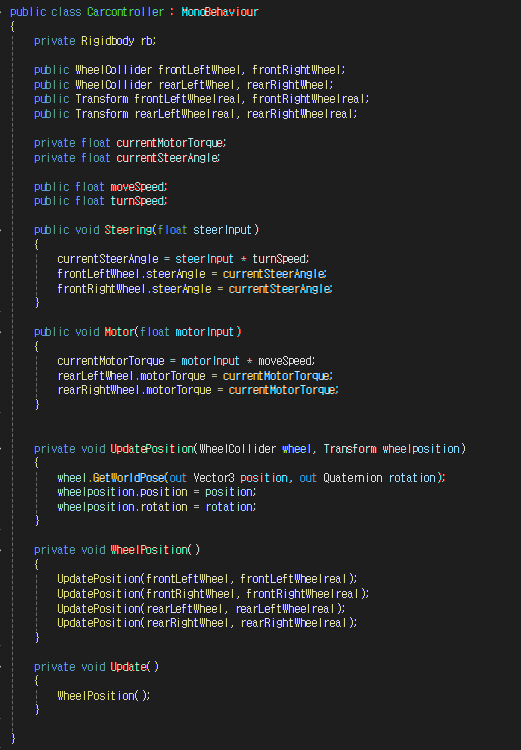 public class Carcontroller : MonoBehaviour
{
private Rigidbody rb;
public WheelCollider frontLeftWheel, frontRightWheel;
public WheelCollider rearLeftWheel, rearRightWheel;
public Transform frontLeftWheelreal, frontRightWheelreal;
public Transform rearLeftWheelreal, rearRightWheelreal;
private float currentMotorTorque;
private float currentSteerAngle;
public float moveSpeed;
public float turnSpeed;
public void Steering(float steerInput)
{
currentSteerAngle = steerInput * turnSpeed;
frontLeftWheel.steerAngle = currentSteerAngle;
frontRightWheel.steerAngle = currentSteerAngle;
}
public void Motor(float motorInput)
{
currentMotorTorque = motorInput * moveSpeed;
rearLeftWheel.motorTorque = currentMotorTorque;
rearRightWheel.motorTorque = currentMotorTorque;
}
private void UpdatePosition(WheelCollider wheel, Transform wheelposition)
{
wheel.GetWorldPose(out Vector3 position, out Quaternion rotation);
wheelposition.position = position;
wheelposition.rotation = rotation;
}
private void WheelPosition()
{
UpdatePosition(frontLeftWheel, frontLeftWheelreal);
UpdatePosition(frontRightWheel, frontRightWheelreal);
UpdatePosition(rearLeftWheel, rearLeftWheelreal);
UpdatePosition(rearRightWheel, rearRightWheelreal);
}
private void Update()
{
WheelPosition();
}
}